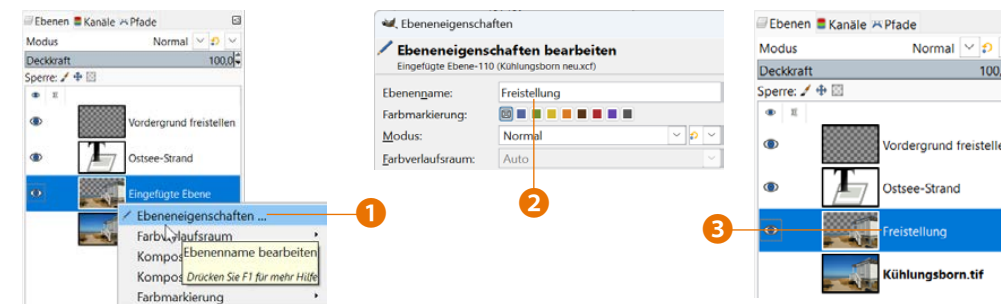 Ebenen Kanäle Pfade
Modus Normal
Deckkraft 100,0
Sperre:
Vordergrund freistellen
Ostsee-Strand
Eingefügte Ebene
Ebeneneigenschaften ...
Farbverlaufsraum
Kompos
Ebenenname bearbeiten
Kompos
Drücken Sie F1 für mehr Hilfe
Farbmarkierung
1
Ebeneneigenschaften
Ebeneneigenschaften bearbeiten
Eingefügte Ebene-110 (Kühlungsborn neu.xcf)
Ebenenname: Freistellung
Farbmarkierung:
Modus: Normal
Farbverlaufsraum: Auto
2
Ebenen Kanäle Pfade
Modus Normal
Deckkraft 100,
Sperre:
Vordergrund freistelle
Ostsee-Strand
3
Freistellung
Kühlungsborn.tif